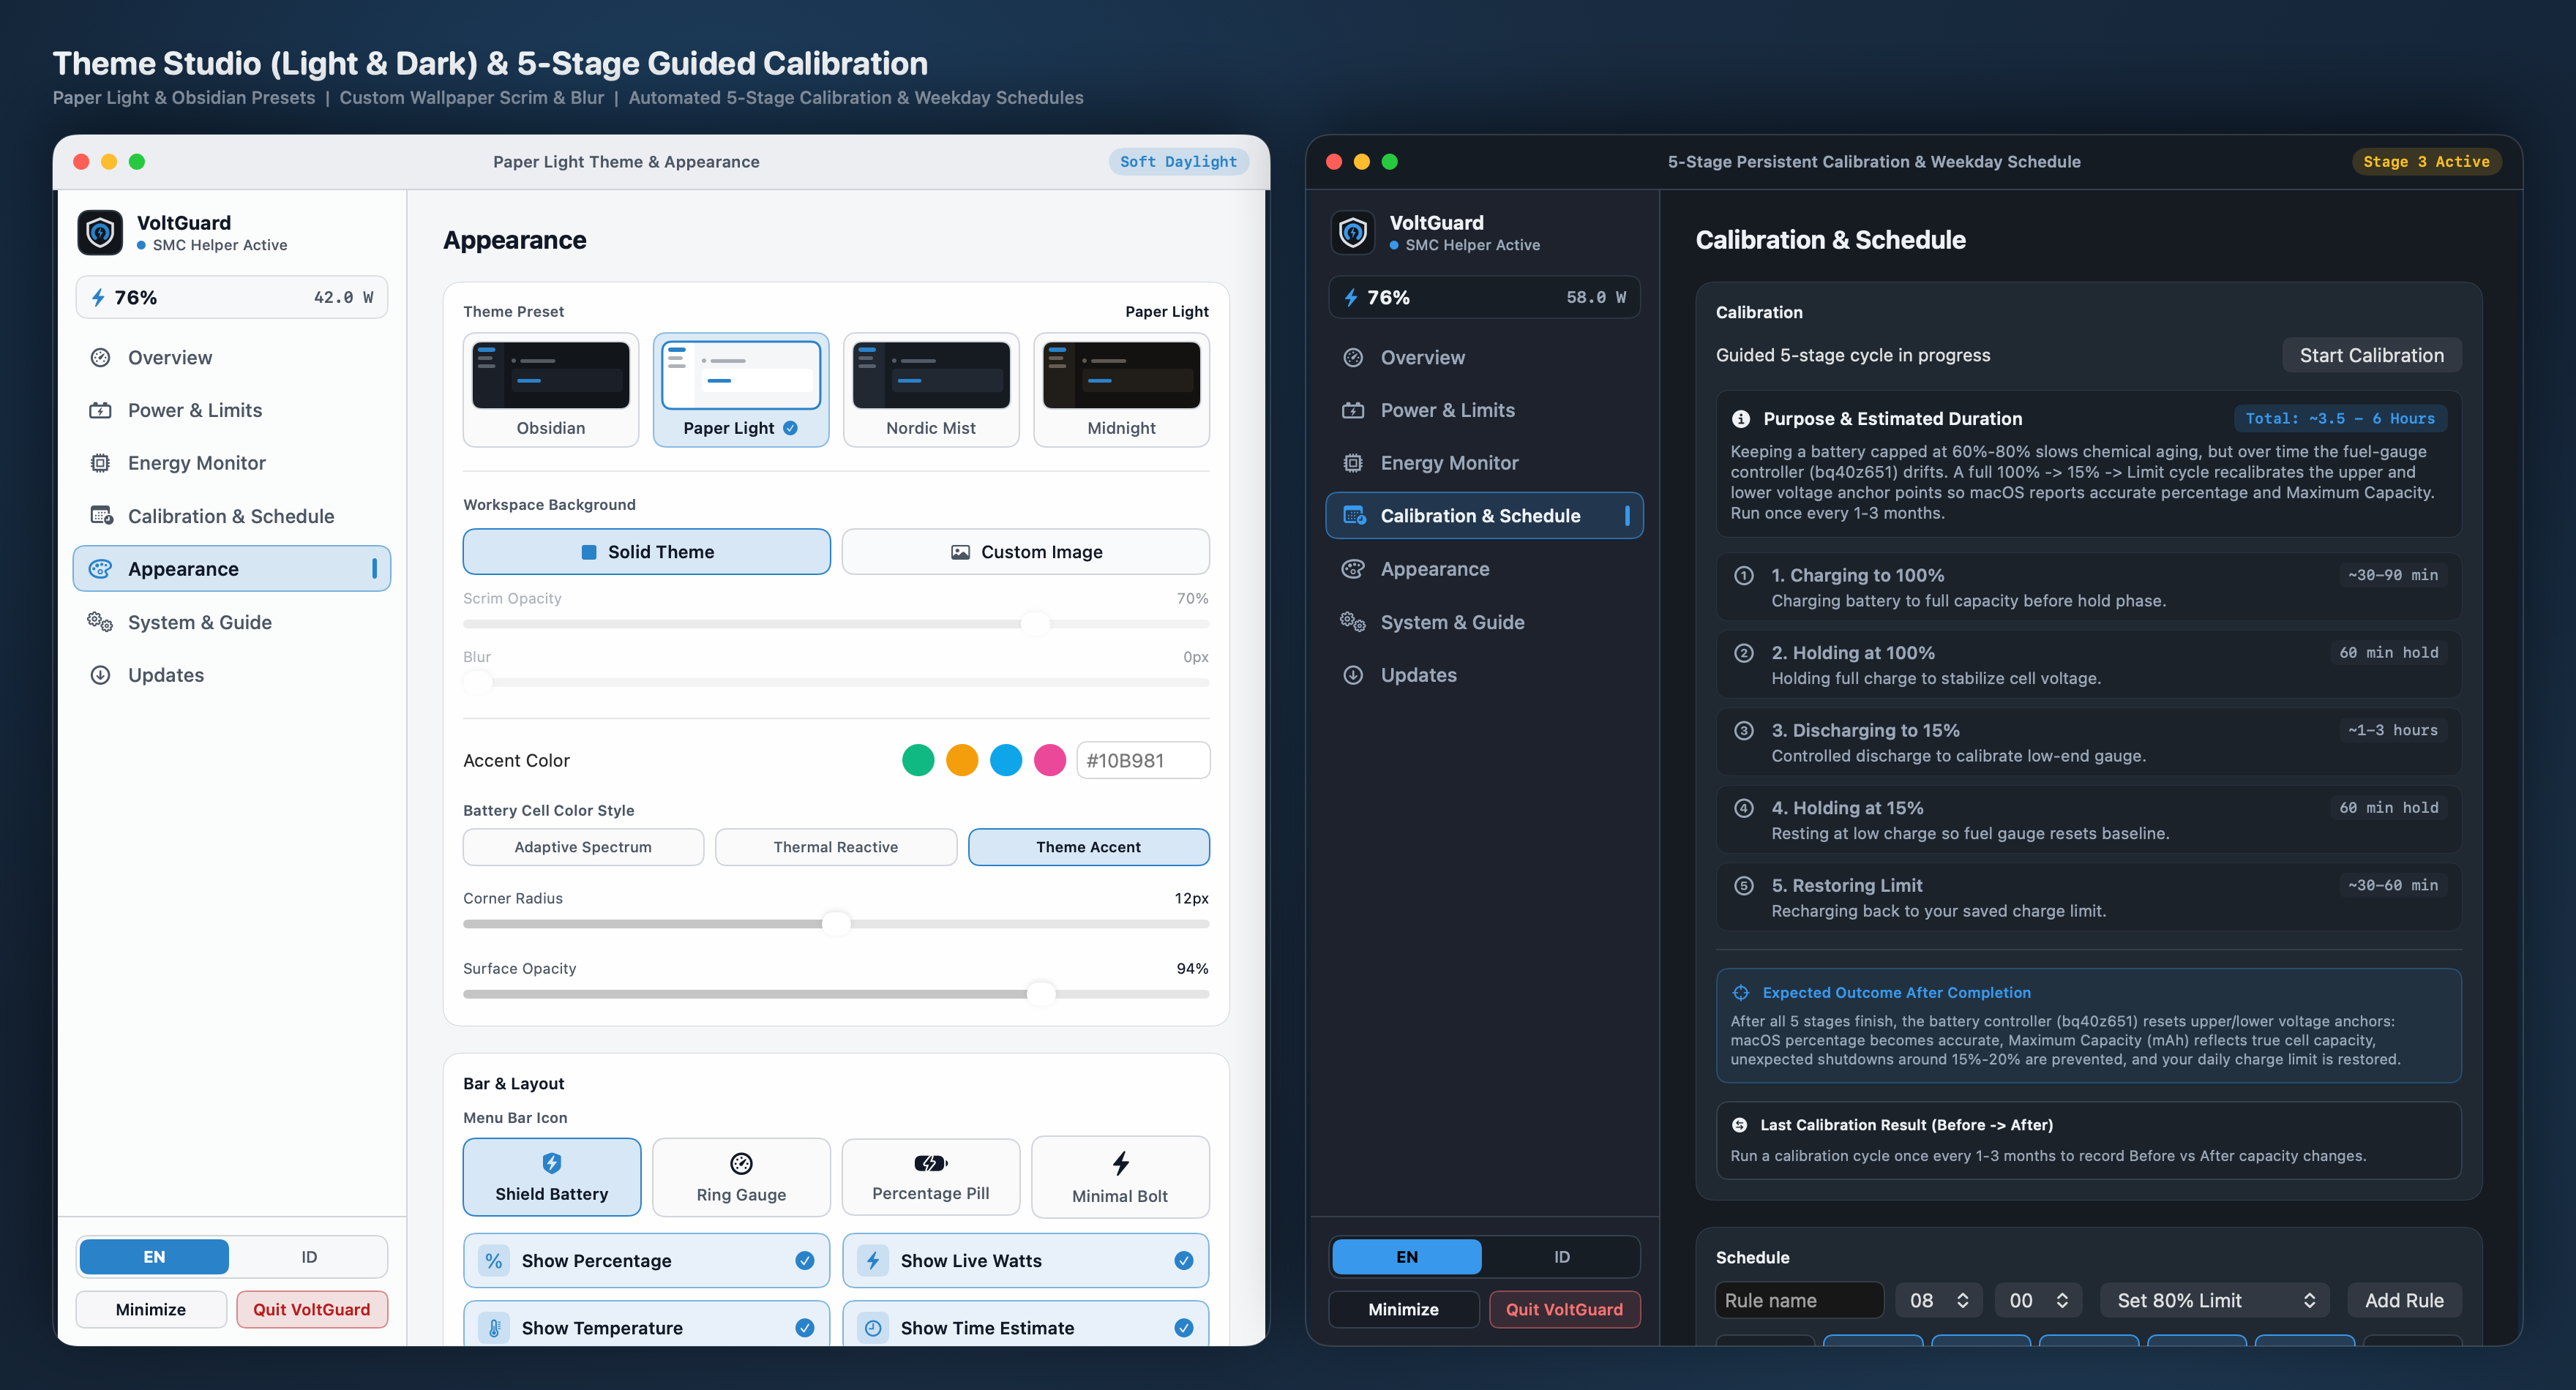 Theme Studio (Light & Dark) & 5-Stage Guided Calibration
Paper Light & Obsidian Presets | Custom Wallpaper Scrim & Blur | Automated 5-Stage Calibration & Weekday Schedules
Paper Light Theme & Appearance
Soft Daylight
VoltGuard
SMC Helper Active
76%
42.0 W
Overview
Power & Limits
Energy Monitor
Calibration & Schedule
Appearance
System & Guide
Updates
EN
ID
Minimize
Quit VoltGuard
Appearance
Theme Preset
Paper Light
Obsidian
Paper Light
Nordic Mist
Midnight
Workspace Background
Solid Theme
Custom Image
Scrim Opacity
70%
Blur
0px
Accent Color
#10B981
Battery Cell Color Style
Adaptive Spectrum
Thermal Reactive
Theme Accent
Corner Radius
12px
Surface Opacity
94%
Bar & Layout
Menu Bar Icon
Shield Battery
Ring Gauge
Percentage Pill
Minimal Bolt
% Show Percentage
Show Live Watts
Show Temperature
Show Time Estimate
5-Stage Persistent Calibration & Weekday Schedule
Stage 3 Active
VoltGuard
SMC Helper Active
76%
58.0 W
Overview
Power & Limits
Energy Monitor
Calibration & Schedule
Appearance
System & Guide
Updates
EN
ID
Minimize
Quit VoltGuard
Calibration & Schedule
Calibration
Guided 5-stage cycle in progress
Start Calibration
Purpose & Estimated Duration
Total: ~3.5 – 6 Hours
Keeping a battery capped at 60%-80% slows chemical aging, but over time the fuel-gauge
controller (bq40z651) drifts. A full 100% -> 15% -> Limit cycle recalibrates the upper and
lower voltage anchor points so macOS reports accurate percentage and Maximum Capacity.
Run once every 1-3 months.
1 1. Charging to 100%
~30–90 min
Charging battery to full capacity before hold phase.
2 2. Holding at 100%
60 min hold
Holding full charge to stabilize cell voltage.
3 3. Discharging to 15%
~1–3 hours
Controlled discharge to calibrate low-end gauge.
4 4. Holding at 15%
60 min hold
Resting at low charge so fuel gauge resets baseline.
5 5. Restoring Limit
~30–60 min
Recharging back to your saved charge limit.
Expected Outcome After Completion
After all 5 stages finish, the battery controller (bq40z651) resets upper/lower voltage anchors:
macOS percentage becomes accurate, Maximum Capacity (mAh) reflects true cell capacity,
unexpected shutdowns around 15%-20% are prevented, and your daily charge limit is restored.
Last Calibration Result (Before -> After)
Run a calibration cycle once every 1-3 months to record Before vs After capacity changes.
Schedule
Rule name
08
00
Set 80% Limit
Add Rule